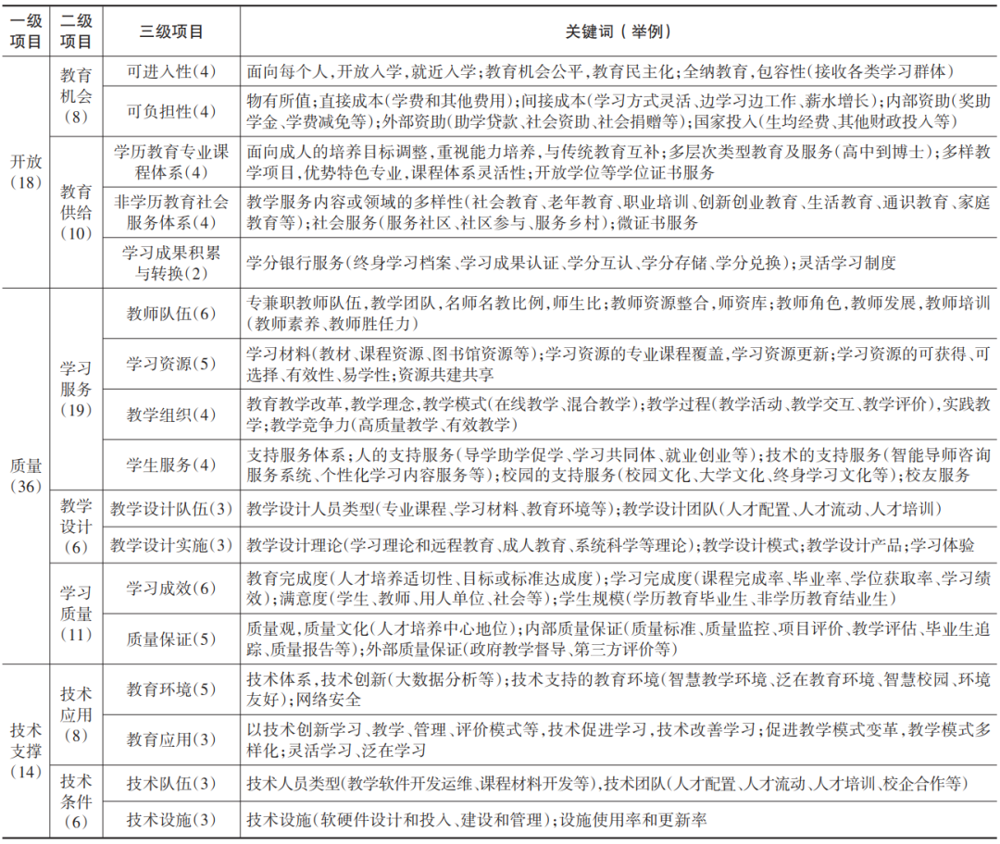 一级项目 二级项目 三级项目 关键词（举例）
开放(18)
教育机会(8)
可进入性(4) 面向每个人,开放入学,就近入学;教育机会公平,教育民主化;全纳教育,包容性(接收各类学习群体)
可负担性(4) 物有所值;直接成本(学费和其他费用);间接成本(学习方式灵活、边学习边工作、薪水增长);内部资助(奖助
学金、学费减免等);外部资助(助学贷款、社会资助、社会捐赠等);国家投入(生均经费、其他财政投入等)
教育供给(10)
学历教育专业课程体系(4) 面向成人的培养目标调整,重视能力培养,与传统教育互补;多层次类型教育及服务(高中到博士);多样教
学项目,优势特色专业,课程体系灵活性;开放学位等学位证书服务
非学历教育社会服务体系(4) 教学服务内容或领域的多样性(社会教育、老年教育、职业培训、创新创业教育、生活教育、通识教育、家庭
教育等);社会服务(服务社区、社区参与、服务乡村);微证书服务
学习成果积累与转换(2) 学分银行服务(终身学习档案、学习成果认证、学分互认、学分存储、学分兑换);灵活学习制度
质量(36)
学习服务(19)
教师队伍(6) 专兼职教师队伍,教学团队,名师名教比例,师生比;教师资源整合,师资库;教师角色,教师发展,教师培训
(教师素养、教师胜任力)
学习资源(5) 学习材料(教材、课程资源、图书馆资源等);学习资源的专业课程覆盖,学习资源更新;学习资源的可获得、可
选择、有效性、易学性;资源共建共享
教学组织(4) 教育教学改革,教学理念,教学模式(在线教学、混合教学);教学过程(教学活动、教学交互、教学评价),实践教
学;教学竞争力(高质量教学、有效教学)
学生服务(4) 支持服务体系;人的支持服务(导学助学促学、学习共同体、就业创业等);技术的支持服务(智能导师咨询
服务系统、个性化学习内容服务等);校园的支持服务(校园文化、大学文化、终身学习文化等);校友服务
教学设计(6)
教学设计队伍(3) 教学设计人员类型(专业课程、学习材料、教育环境等);教学设计团队(人才配置、人才流动、人才培训)
教学设计实施(3) 教学设计理论(学习理论和远程教育、成人教育、系统科学等理论);教学设计模式;教学设计产品;学习体验
学习质量(11)
学习成效(6) 教育完成度(人才培养适切性、目标或标准达成度);学习完成度(课程完成率、毕业率、学位获取率、学习绩
效);满意度(学生、教师、用人单位、社会等);学生规模(学历教育毕业生、非学历教育结业生)
质量保证(5) 质量观,质量文化(人才培养中心地位);内部质量保证(质量标准、质量监控、项目评价、教学评估、毕业生追
踪、质量报告等);外部质量保证(政府教学督导、第三方评价等)
技术支撑(14)
技术应用(8)
教育环境(5) 技术体系,技术创新(大数据分析等);技术支持的教育环境(智慧教学环境、泛在教育环境、智慧校园、环境
友好);网络安全
教育应用(3) 以技术创新学习、教学、管理、评价模式等,技术促进学习,技术改善学习;促进教学模式变革,教学模式多
样化;灵活学习、泛在学习
技术条件(6)
技术队伍(3) 技术人员类型(教学软件开发运维、课程材料开发等),技术团队(人才配置、人才流动、人才培训、校企合作等)
技术设施(3) 技术设施(软硬件设计和投入、建设和管理);设施使用率和更新率